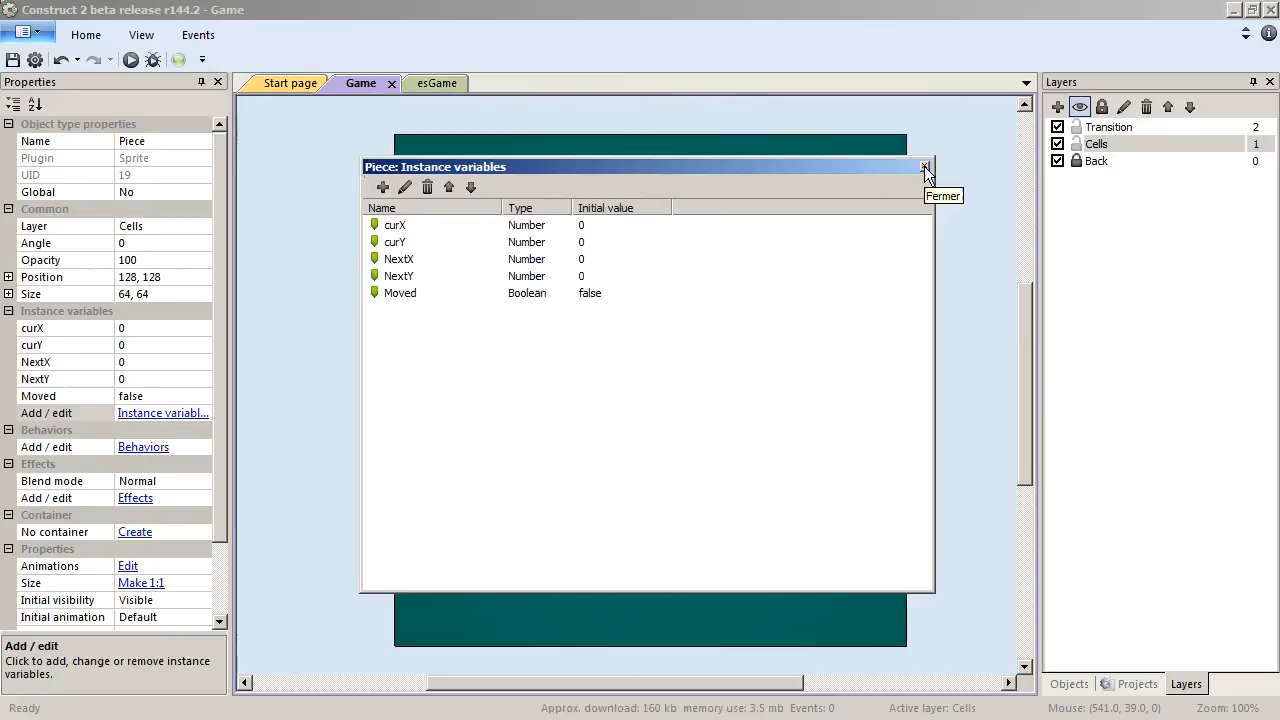 Construct 2 beta release r144.2 - Game
Home View Events
Properties
Object type properties
Name Piece
Plugin Sprite
UID 19
Global No
Common
Layer Cells
Angle 0
Opacity 100
Position 128, 128
Size 64, 64
Instance variables
curX 0
curY 0
NextX 0
NextY 0
Moved false
Add / edit Instance variabl...
Behaviors
Add / edit Behaviors
Effects
Blend mode Normal
Add / edit Effects
Container
No container Create
Properties
Animations Edit
Size Make 1:1
Initial visibility Visible
Initial animation Default
Add / edit
Click to add, change or remove instance
variables.
Start page Game esGame
Piece: Instance variables
Fermer
Name Type Initial value
curX Number 0
curY Number 0
NextX Number 0
NextY Number 0
Moved Boolean false
Layers
Transition 2
Cells 1
Back 0
Objects Projects Layers
Ready Approx. download: 160 kb memory use: 3.5 mb Events: 0 Active layer: Cells Mouse: (541.0, 39.0, 0) Zoom: 100%